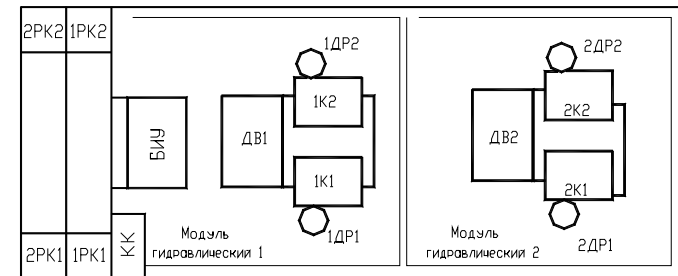 2РК2 1РК2
1ДР2
2ДР2
1К2
2К2
БИУ
ДВ1
ДВ2
1К1
2К1
1ДР1
2ДР1
КК
Модуль
гидравлический 1
Модуль
гидравлический 2
2РК1 1РК1